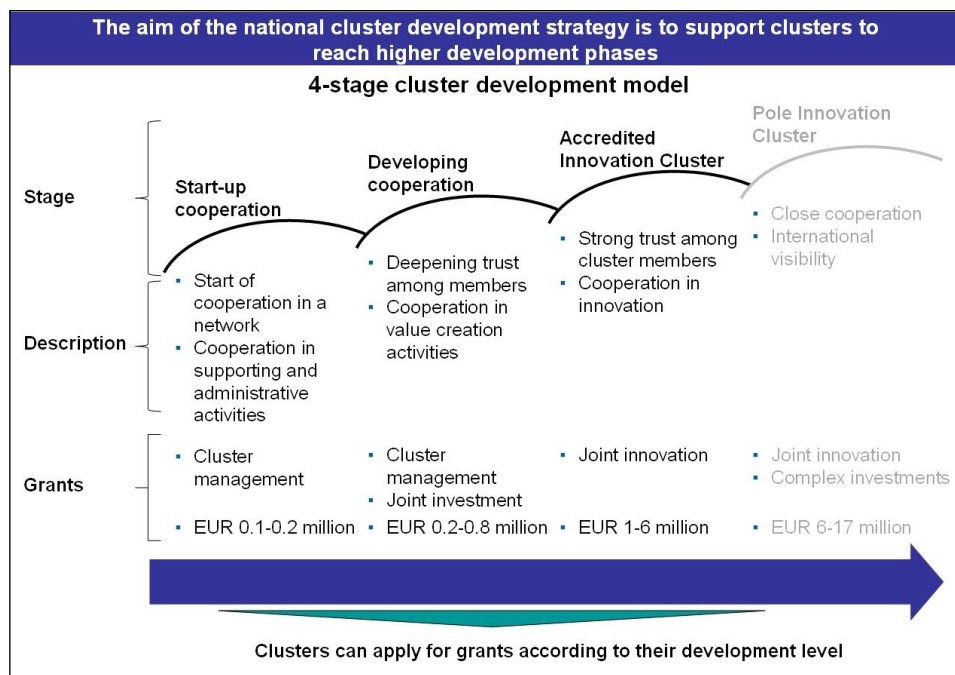 The aim of the national cluster development strategy is to support clusters to
reach higher development phases
4-stage cluster development model
Stage
Start-up
cooperation
Developing
cooperation
Accredited
Innovation Cluster
Pole Innovation
Cluster
Description
▪ Start of
cooperation in a
network
▪ Cooperation in
supporting and
administrative
activities
▪ Deepening trust
among members
▪ Cooperation in
value creation
activities
▪ Strong trust among
cluster members
▪ Cooperation in
innovation
▪ Close cooperation
▪ International
visibility
Grants
▪ Cluster
management
▪ EUR 0.1-0.2 million
▪ Cluster
management
▪ Joint investment
▪ EUR 0.2-0.8 million
▪ Joint innovation
▪ EUR 1-6 million
▪ Joint innovation
▪ Complex investments
▪ EUR 6-17 million
Clusters can apply for grants according to their development level